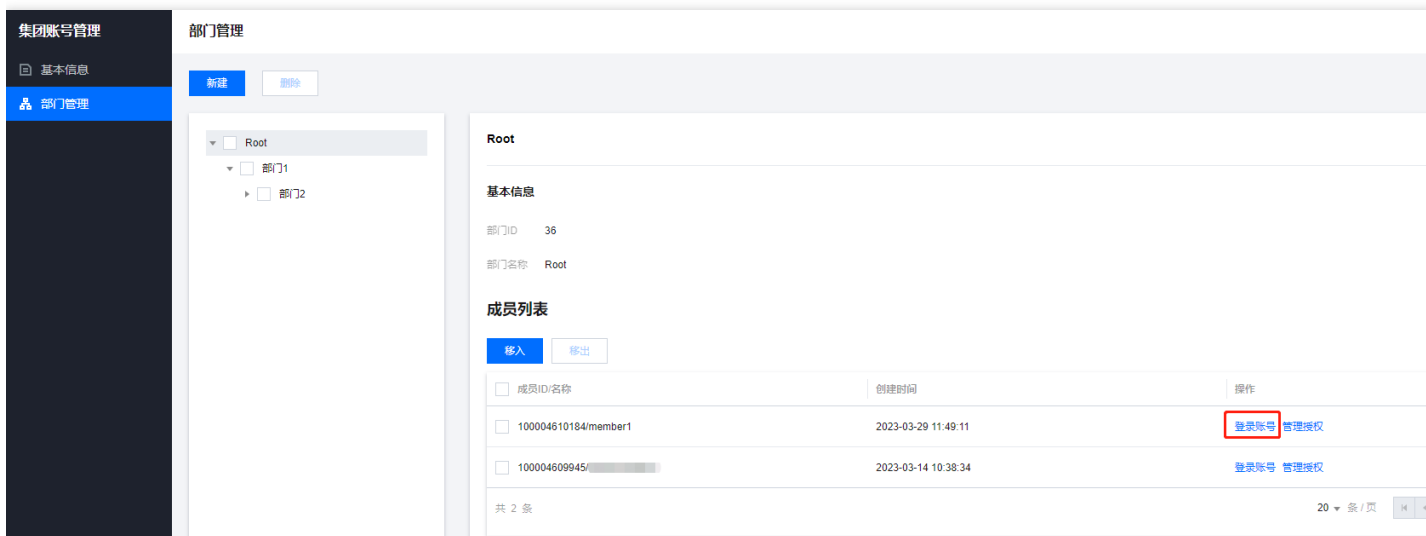 集团账号管理
部门管理
基本信息
部门管理
新建
删除
Root
部门1
部门2
Root
基本信息
部门ID 36
部门名称 Root
成员列表
移入 移出
成员ID/名称 创建时间 操作
100004610184/member1 2023-03-29 11:49:11 登录账号 管理授权
100004609945/ 2023-03-14 10:38:34 登录账号 管理授权
共 2 条 20 条 / 页